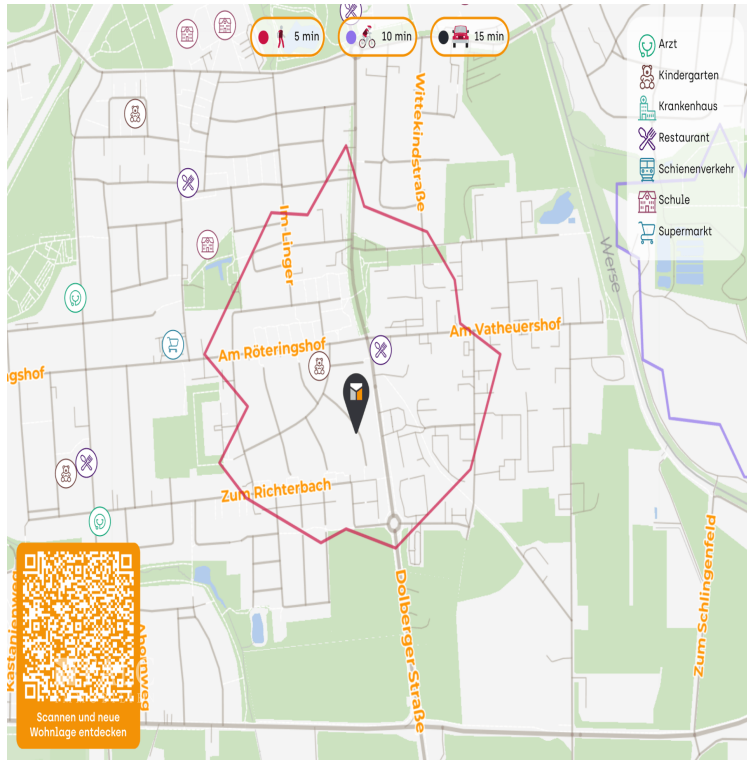 5 min
10 min
15 min
Arzt
Kindergarten
Krankenhaus
Restaurant
Schienenverkehr
Schule
Supermarkt
Wittekindstraße
Im Linger
Werse
Am Vatheuershof
Am Röteringshof
gshof
Zum Richterbach
Dolberger Straße
Zum Schlingenfeld
Kastanienweg
Ahornweg
Scannen und neue
Wohnlage entdecken